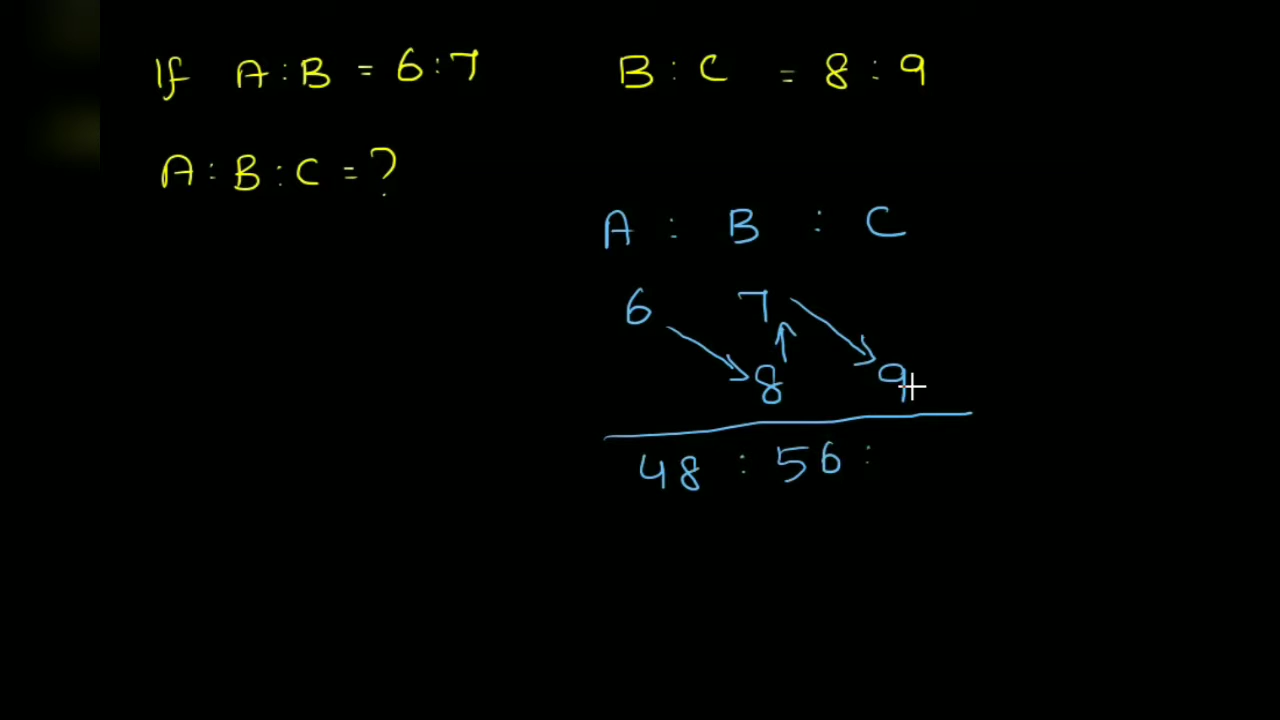 If A : B = 6 : 7 B : C = 8 : 9
A : B : C = ?
A : B : C
6 7
8 9
48 : 56 :